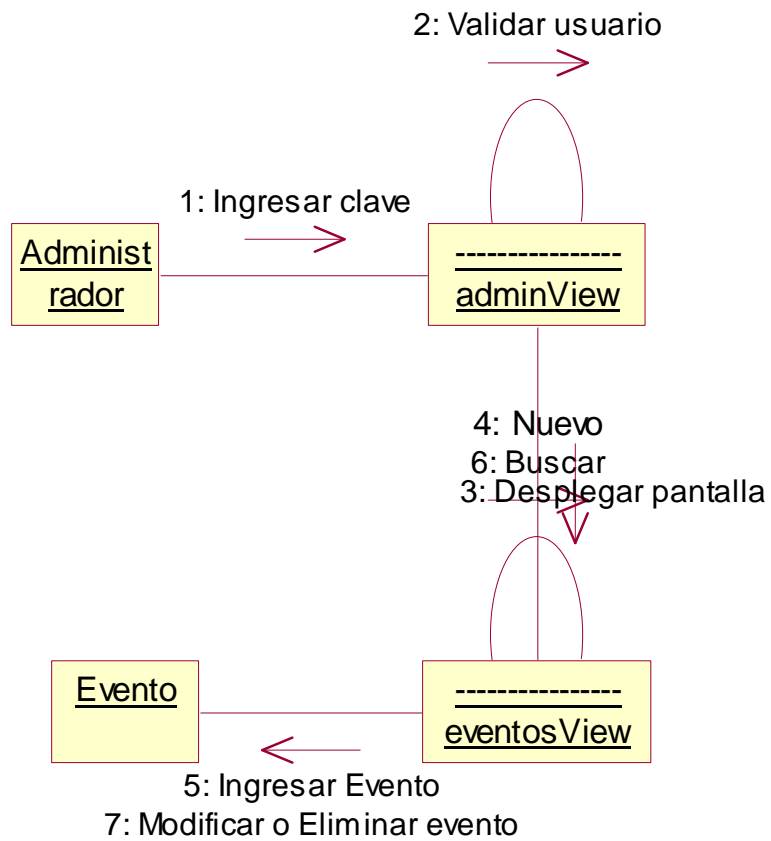 2: Validar usuario
1: Ingresar clave
Administ
rador
----------------
adminView
4: Nuevo
6: Buscar
3: Desplegar pantalla
Evento
----------------
eventosView
5: Ingresar Evento
7: Modificar o Eliminar evento